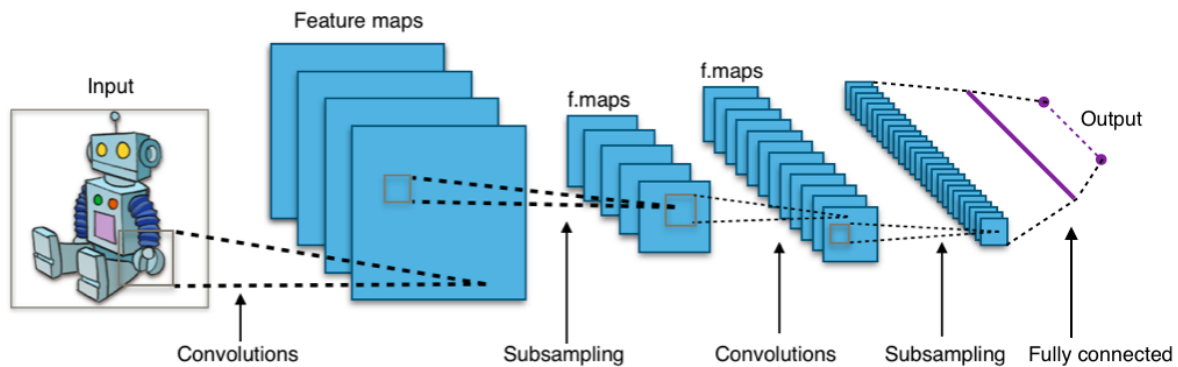 Feature maps
Input
f.maps
f.maps
Output
Convolutions
Subsampling
Convolutions
Subsampling
Fully connected